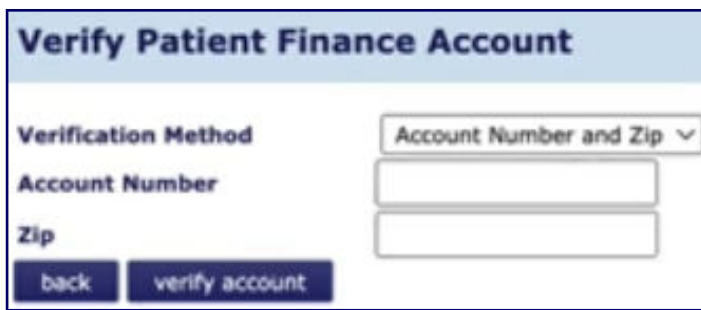 Verify Patient Finance Account
Verification Method Account Number and Zip
Account Number
Zip
back verify account